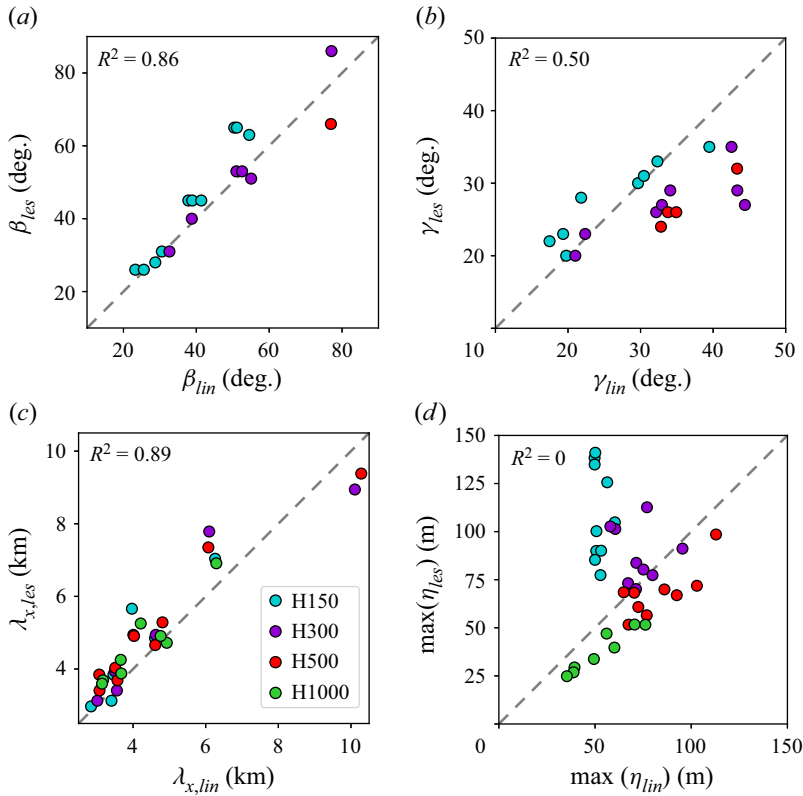 (a)
R² = 0.86
80
60
40
20
20
40
60
80
β_les (deg.)
β_lin (deg.)
(b)
R² = 0.50
50
40
30
20
10
20
30
40
50
γ_les (deg.)
γ_lin (deg.)
(c)
R² = 0.89
10
8
6
4
4
6
8
10
λ_x,les (km)
λ_x,lin (km)
H150
H300
H500
H1000
(d)
R² = 0
150
125
100
75
50
25
0
50
100
150
max(η_les) (m)
max (η_lin) (m)